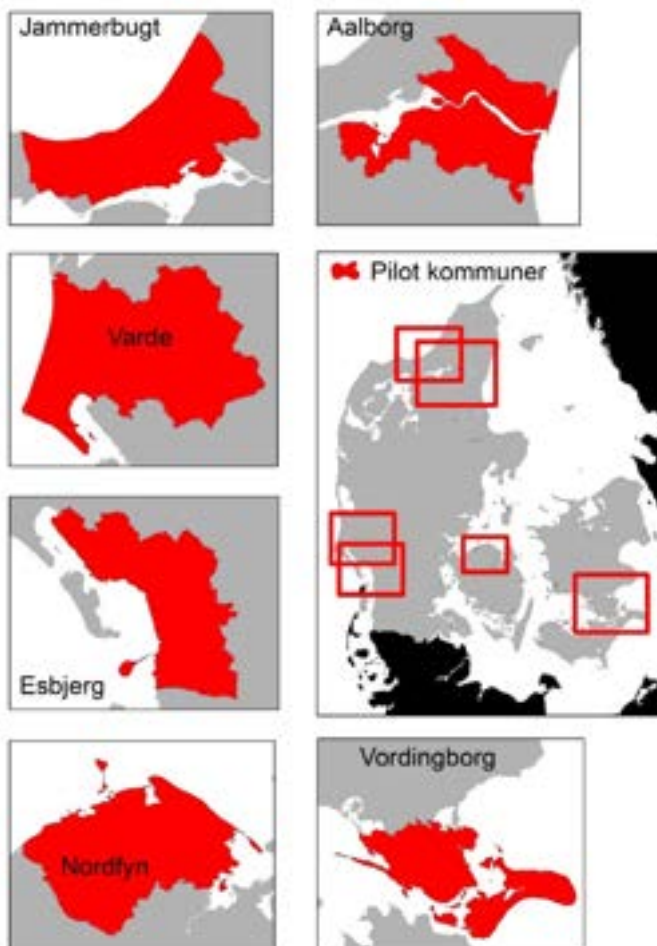 Jammerbugt
Aalborg
Varde
Pilot kommuner
Esbjerg
Nordfyn
Vordingborg